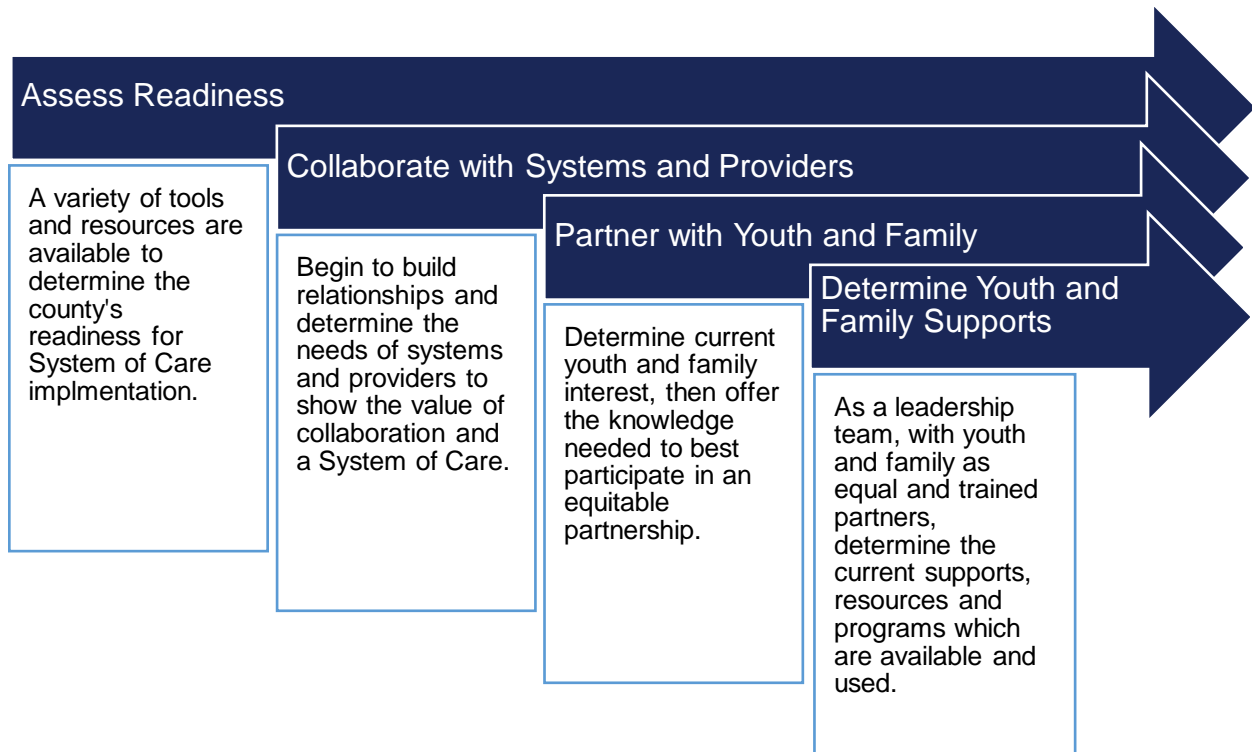 Assess Readiness
A variety of tools
and resources are
available to
determine the
county's
readiness for
System of Care
implmentation.
Collaborate with Systems and Providers
Begin to build
relationships and
determine the
needs of systems
and providers to
show the value of
collaboration and
a System of Care.
Partner with Youth and Family
Determine current
youth and family
interest, then offer
the knowledge
needed to best
participate in an
equitable
partnership.
Determine Youth and
Family Supports
As a leadership
team, with youth
and family as
equal and trained
partners,
determine the
current supports,
resources and
programs which
are available and
used.